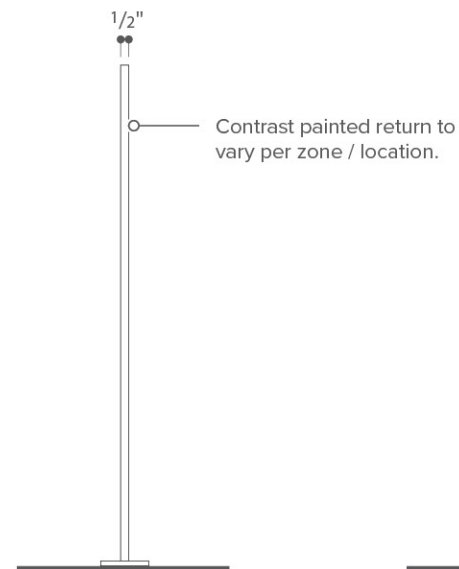 1/2"
Contrast painted return to
vary per zone / location.